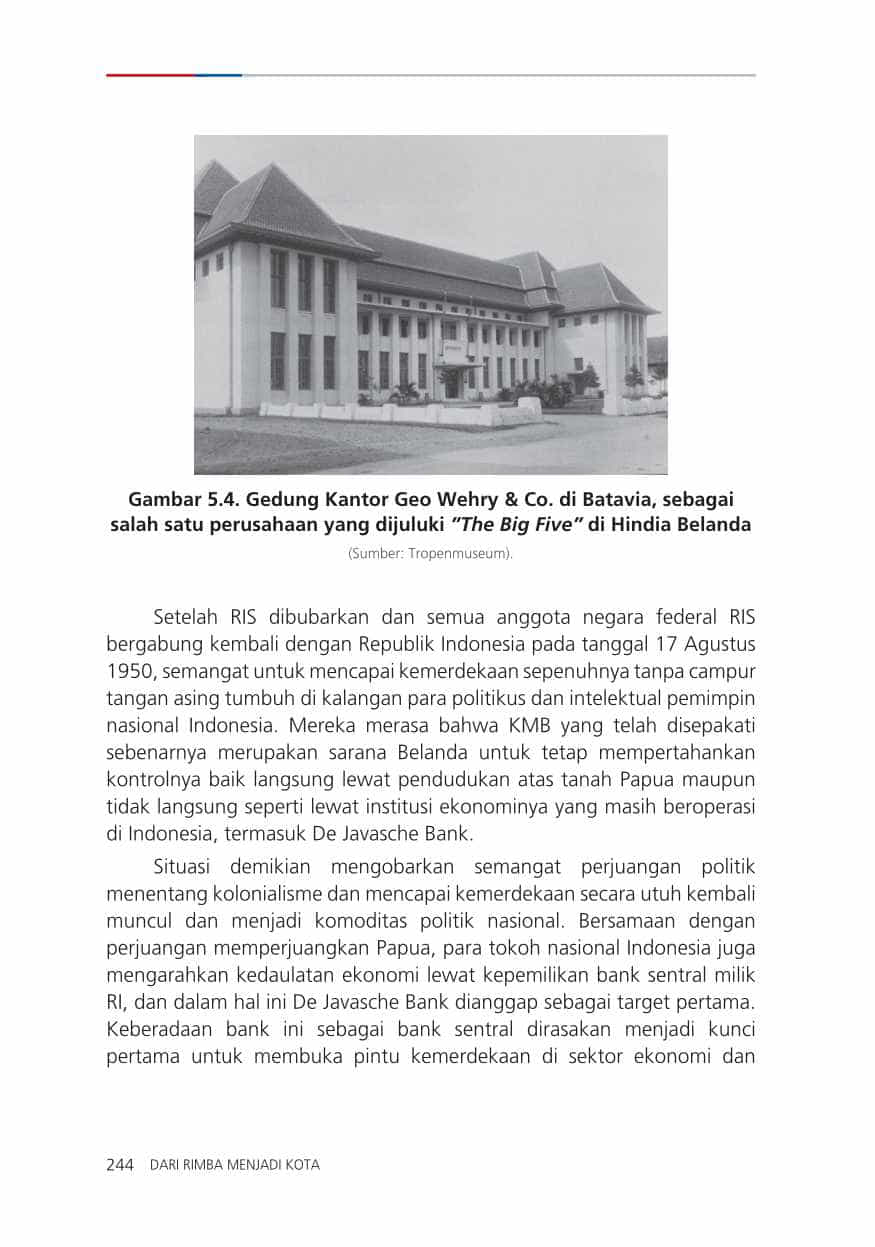 Gambar 5.4. Gedung Kantor Geo Wehry & Co. di Batavia, sebagai
salah satu perusahaan yang dijuluki ”The Big Five” di Hindia Belanda
(Sumber: Tropenmuseum).
Setelah RIS dibubarkan dan semua anggota negara federal RIS
bergabung kembali dengan Republik Indonesia pada tanggal 17 Agustus
1950, semangat untuk mencapai kemerdekaan sepenuhnya tanpa campur
tangan asing tumbuh di kalangan para politikus dan intelektual pemimpin
nasional Indonesia. Mereka merasa bahwa KMB yang telah disepakati
sebenarnya merupakan sarana Belanda untuk tetap mempertahankan
kontrolnya baik langsung lewat pendudukan atas tanah Papua maupun
tidak langsung seperti lewat institusi ekonominya yang masih beroperasi
di Indonesia, termasuk De Javasche Bank.
Situasi demikian mengobarkan semangat perjuangan politik
menentang kolonialisme dan mencapai kemerdekaan secara utuh kembali
muncul dan menjadi komoditas politik nasional. Bersamaan dengan
perjuangan memperjuangkan Papua, para tokoh nasional Indonesia juga
mengarahkan kedaulatan ekonomi lewat kepemilikan bank sentral milik
RI, dan dalam hal ini De Javasche Bank dianggap sebagai target pertama.
Keberadaan bank ini sebagai bank sentral dirasakan menjadi kunci
pertama untuk membuka pintu kemerdekaan di sektor ekonomi dan
244 DARI RIMBA MENJADI KOTA